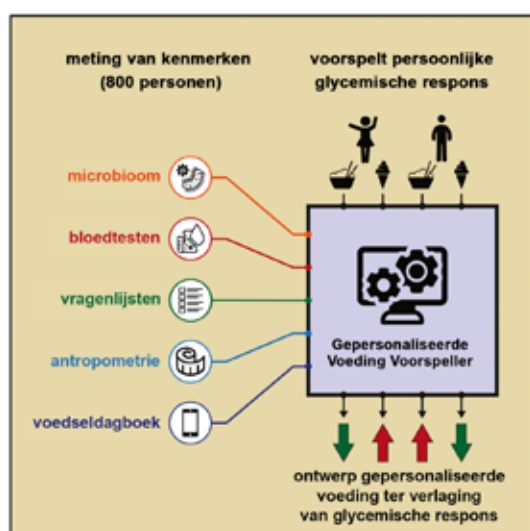 meting van kenmerken
(800 personen)
voorspelt persoonlijke
glycemische respons
microbioom
bloedtesten
vragenlijsten
antropometrie
voedseldagboek
Gepersonaliseerde
Voeding Voorspeller
ontwerp gepersonaliseerde
voeding ter verlaging
van glycemische respons